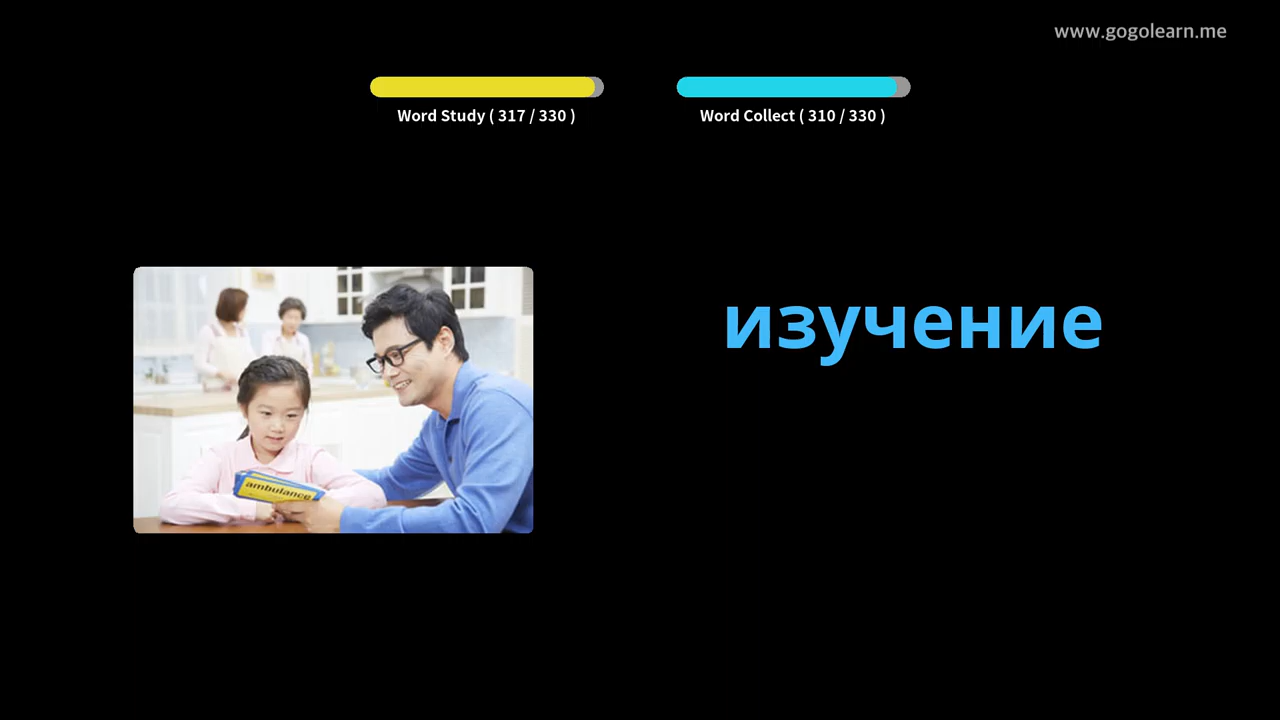 www.gogolearn.me
Word Study ( 317 / 330 )
Word Collect ( 310 / 330 )
изучение
ambulance